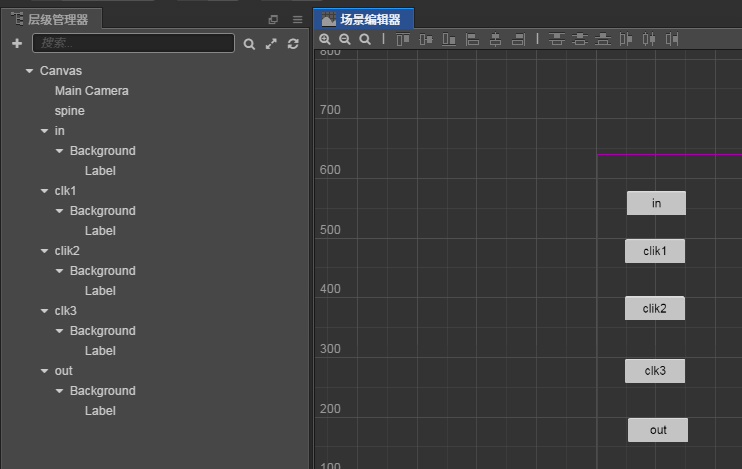 层级管理器
搜索...
Canvas
Main Camera
spine
in
Background
Label
clk1
Background
Label
clik2
Background
Label
clk3
Background
Label
out
Background
Label
场景编辑器
800
700
600
in
500
clik1
400
clik2
300
clk3
200
out
100